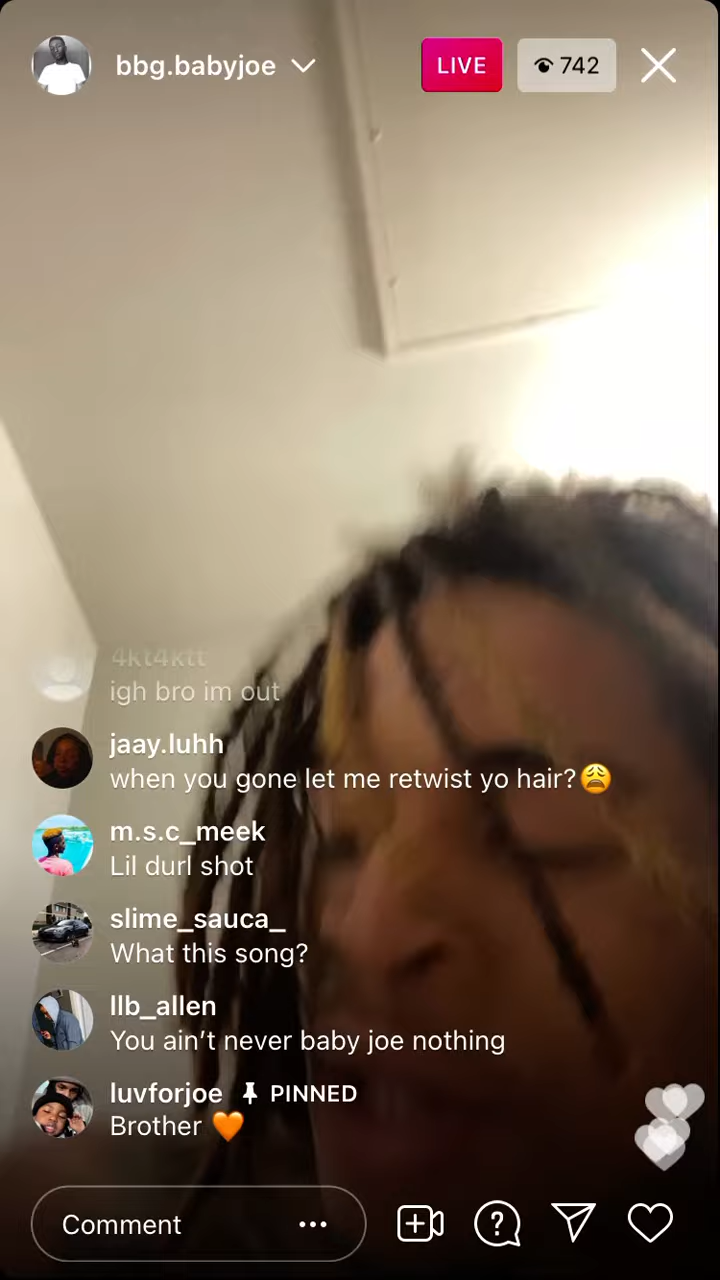 bbg.babyjoe
LIVE
742
4kt4ktt
igh bro im out
jaay.luhh
when you gone let me retwist yo hair?😩
m.s.c_meek
Lil durl shot
slime_sauca_
What this song?
llb_allen
You ain’t never baby joe nothing
luvforjoe PINNED
Brother 🧡
Comment